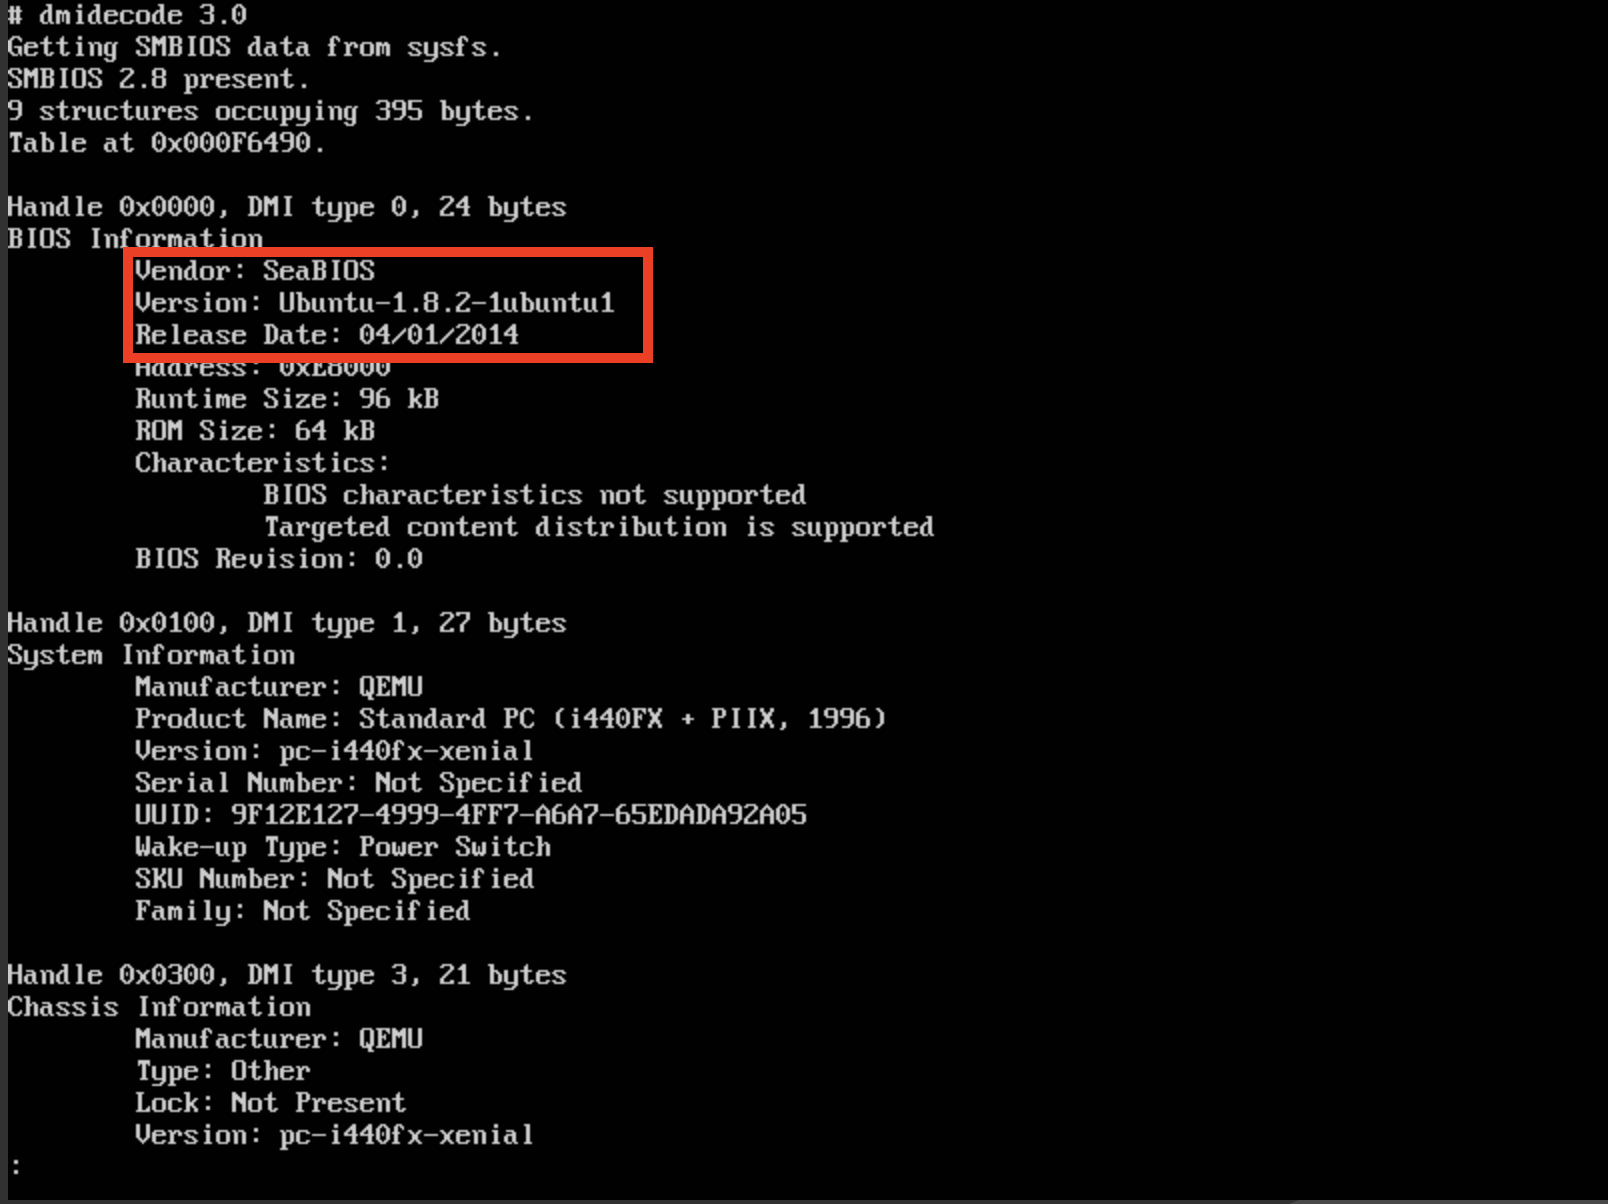 # dmidecode 3.0
Getting SMBIOS data from sysfs.
SMBIOS 2.8 present.
9 structures occupying 395 bytes.
Table at 0x000F6490.
Handle 0x0000, DMI type 0, 24 bytes
BIOS Information
Vendor: SeaBIOS
Version: Ubuntu-1.8.2-1ubuntu1
Release Date: 04/01/2014
Address: 0xE8000
Runtime Size: 96 kB
ROM Size: 64 kB
Characteristics:
BIOS characteristics not supported
Targeted content distribution is supported
BIOS Revision: 0.0
Handle 0x0100, DMI type 1, 27 bytes
System Information
Manufacturer: QEMU
Product Name: Standard PC (i440FX + PIIX, 1996)
Version: pc-i440fx-xenial
Serial Number: Not Specified
UUID: 9F12E127-4999-4FF7-A6A7-65EDADA92A05
Wake-up Type: Power Switch
SKU Number: Not Specified
Family: Not Specified
Handle 0x0300, DMI type 3, 21 bytes
Chassis Information
Manufacturer: QEMU
Type: Other
Lock: Not Present
Version: pc-i440fx-xenial
: